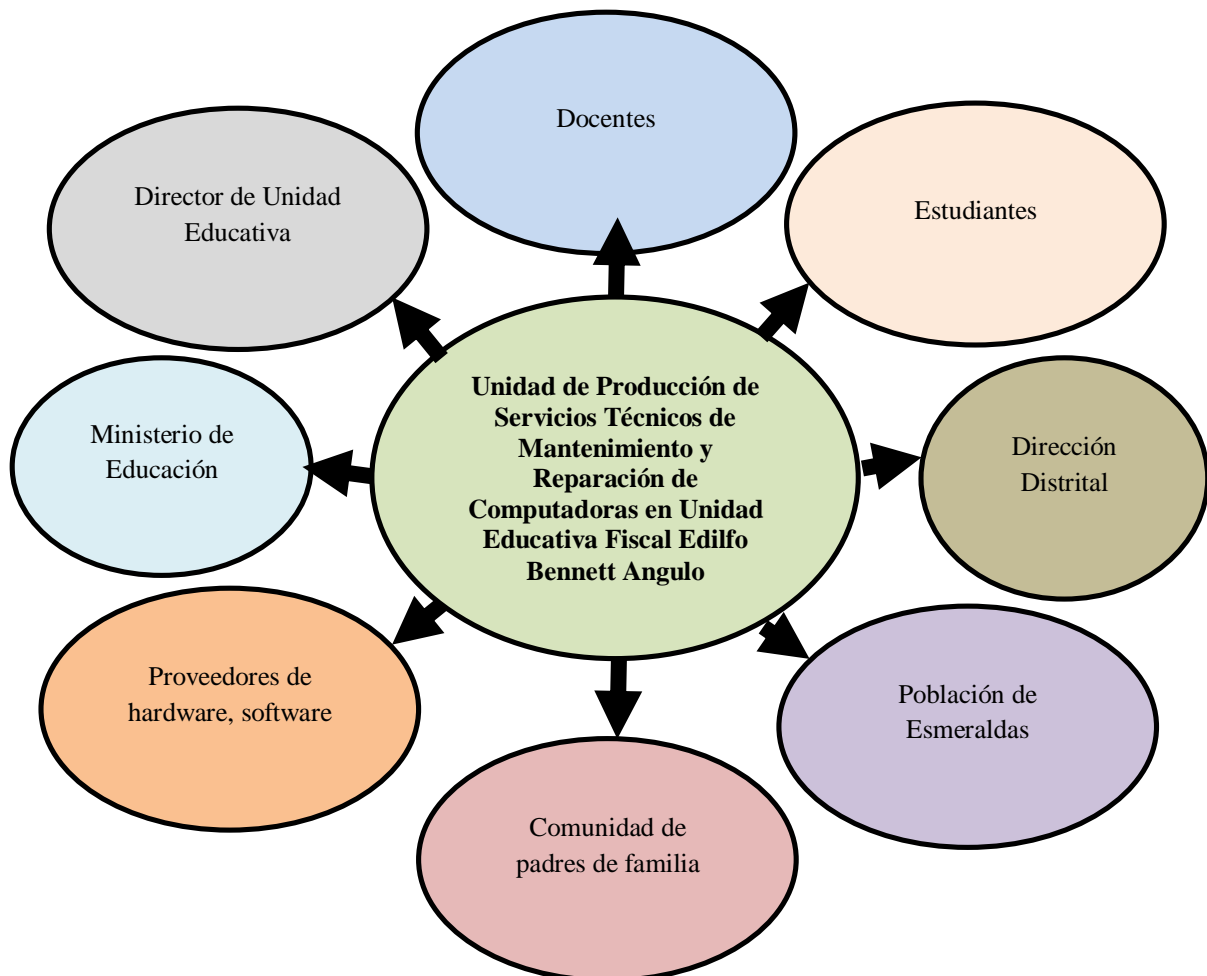 Docentes
Director de Unidad
Educativa
Estudiantes
Unidad de Producción de
Servicios Técnicos de
Mantenimiento y
Reparación de
Computadoras en Unidad
Educativa Fiscal Edilfo
Bennett Angulo
Ministerio de
Educación
Dirección
Distrital
Proveedores de
hardware, software
Población de
Esmeraldas
Comunidad de
padres de familia